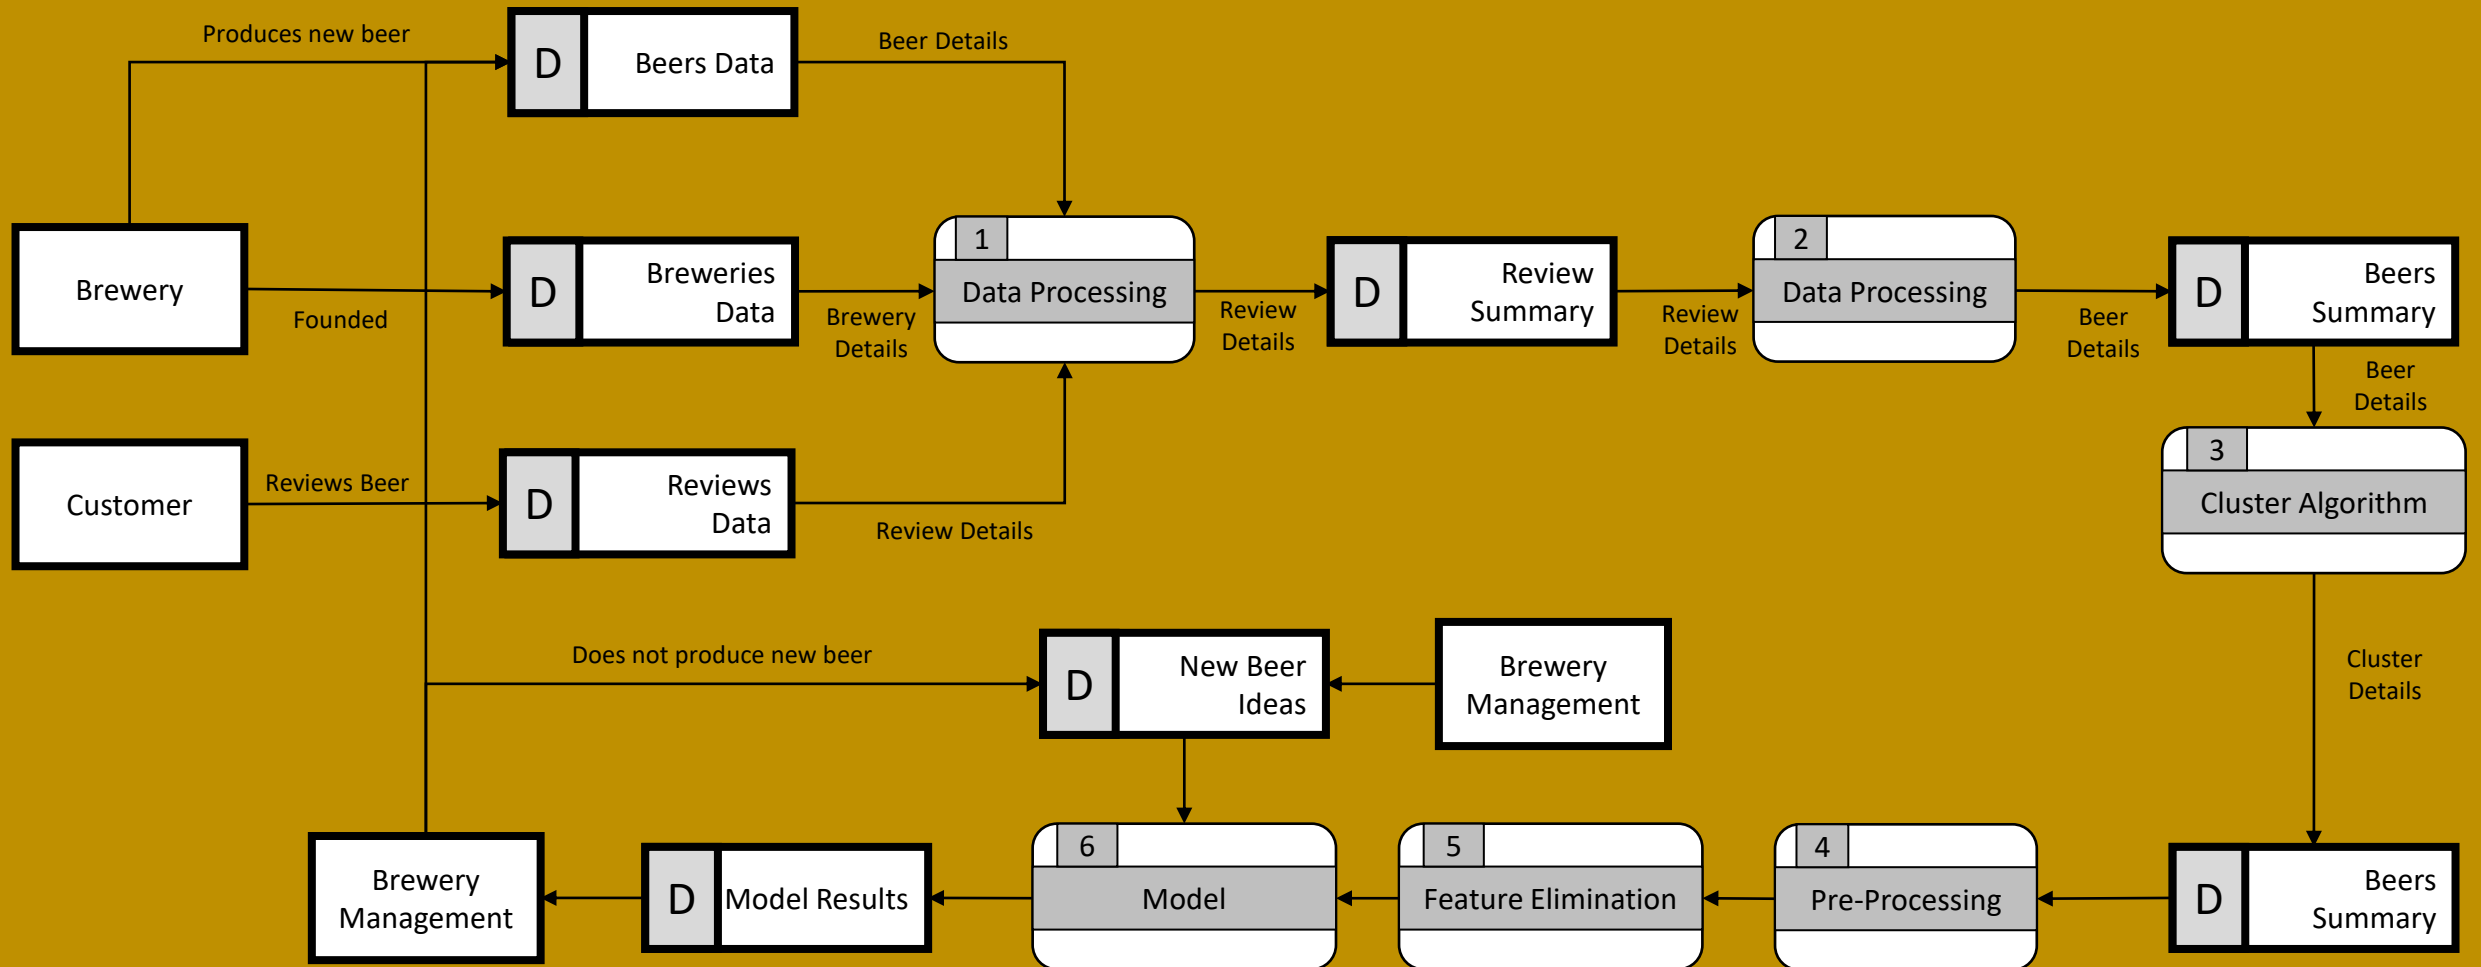 Produces new beer
D
Beers Data
Beer Details
Brewery
Founded
D
Breweries
Data
Brewery
Details
1
Data Processing
Review
Details
D
Review
Summary
Review
Details
2
Data Processing
Beer
Details
D
Beers
Summary
Beer
Details
Customer
Reviews Beer
D
Reviews
Data
Review Details
3
Cluster Algorithm
Cluster
Details
Does not produce new beer
D
New Beer
Ideas
Brewery
Management
Brewery
Management
D
Model Results
6
Model
5
Feature Elimination
4
Pre-Processing
D
Beers
Summary